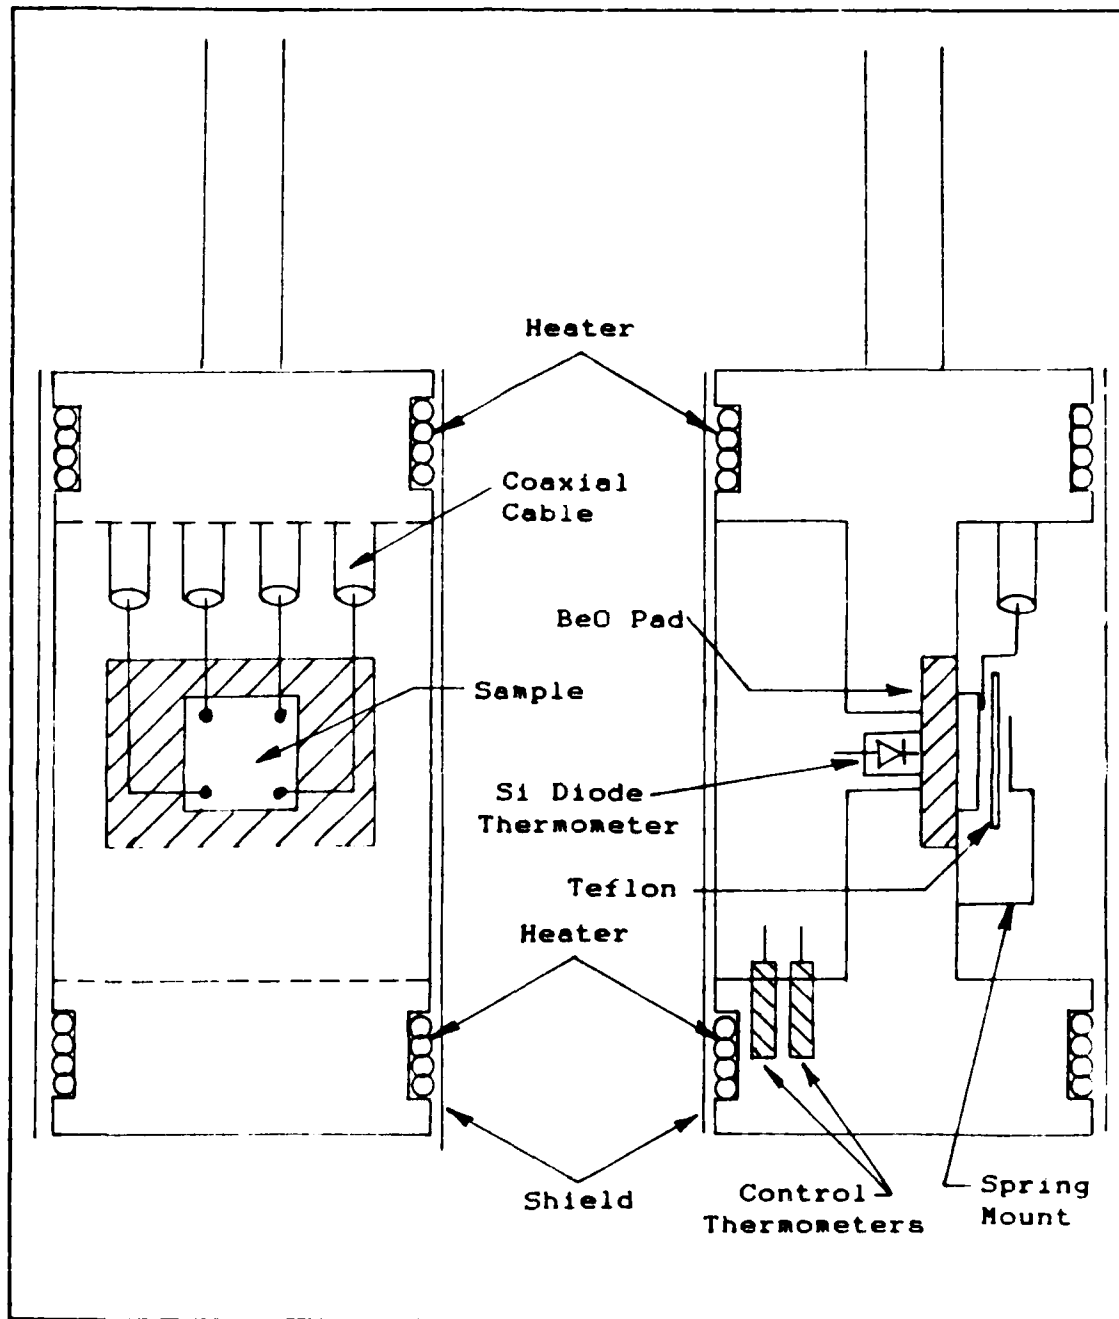 Heater
Coaxial
Cable
BeO Pad
Sample
Si Diode
Thermometer
Teflon
Heater
Shield
Control
Thermometers
Spring
Mount